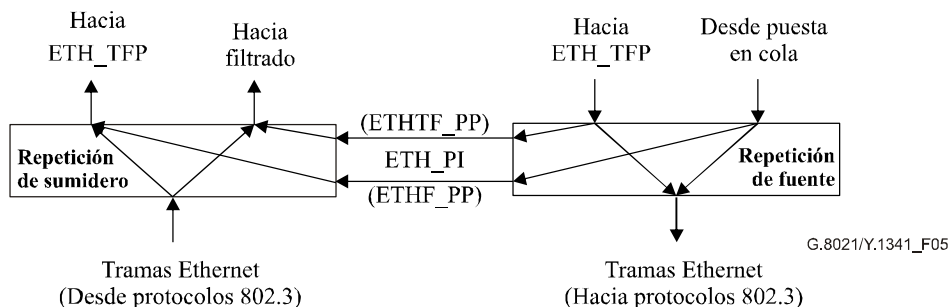 Hacia
ETH_TFP
Hacia
filtrado
Hacia
ETH_TFP
Desde puesta
en cola
(ETHTF_PP)
ETH_PI
(ETHF_PP)
Repetición
de sumidero
Repetición
de fuente
G.8021/Y.1341_F05
Tramas Ethernet
(Desde protocolos 802.3)
Tramas Ethernet
(Hacia protocolos 802.3)